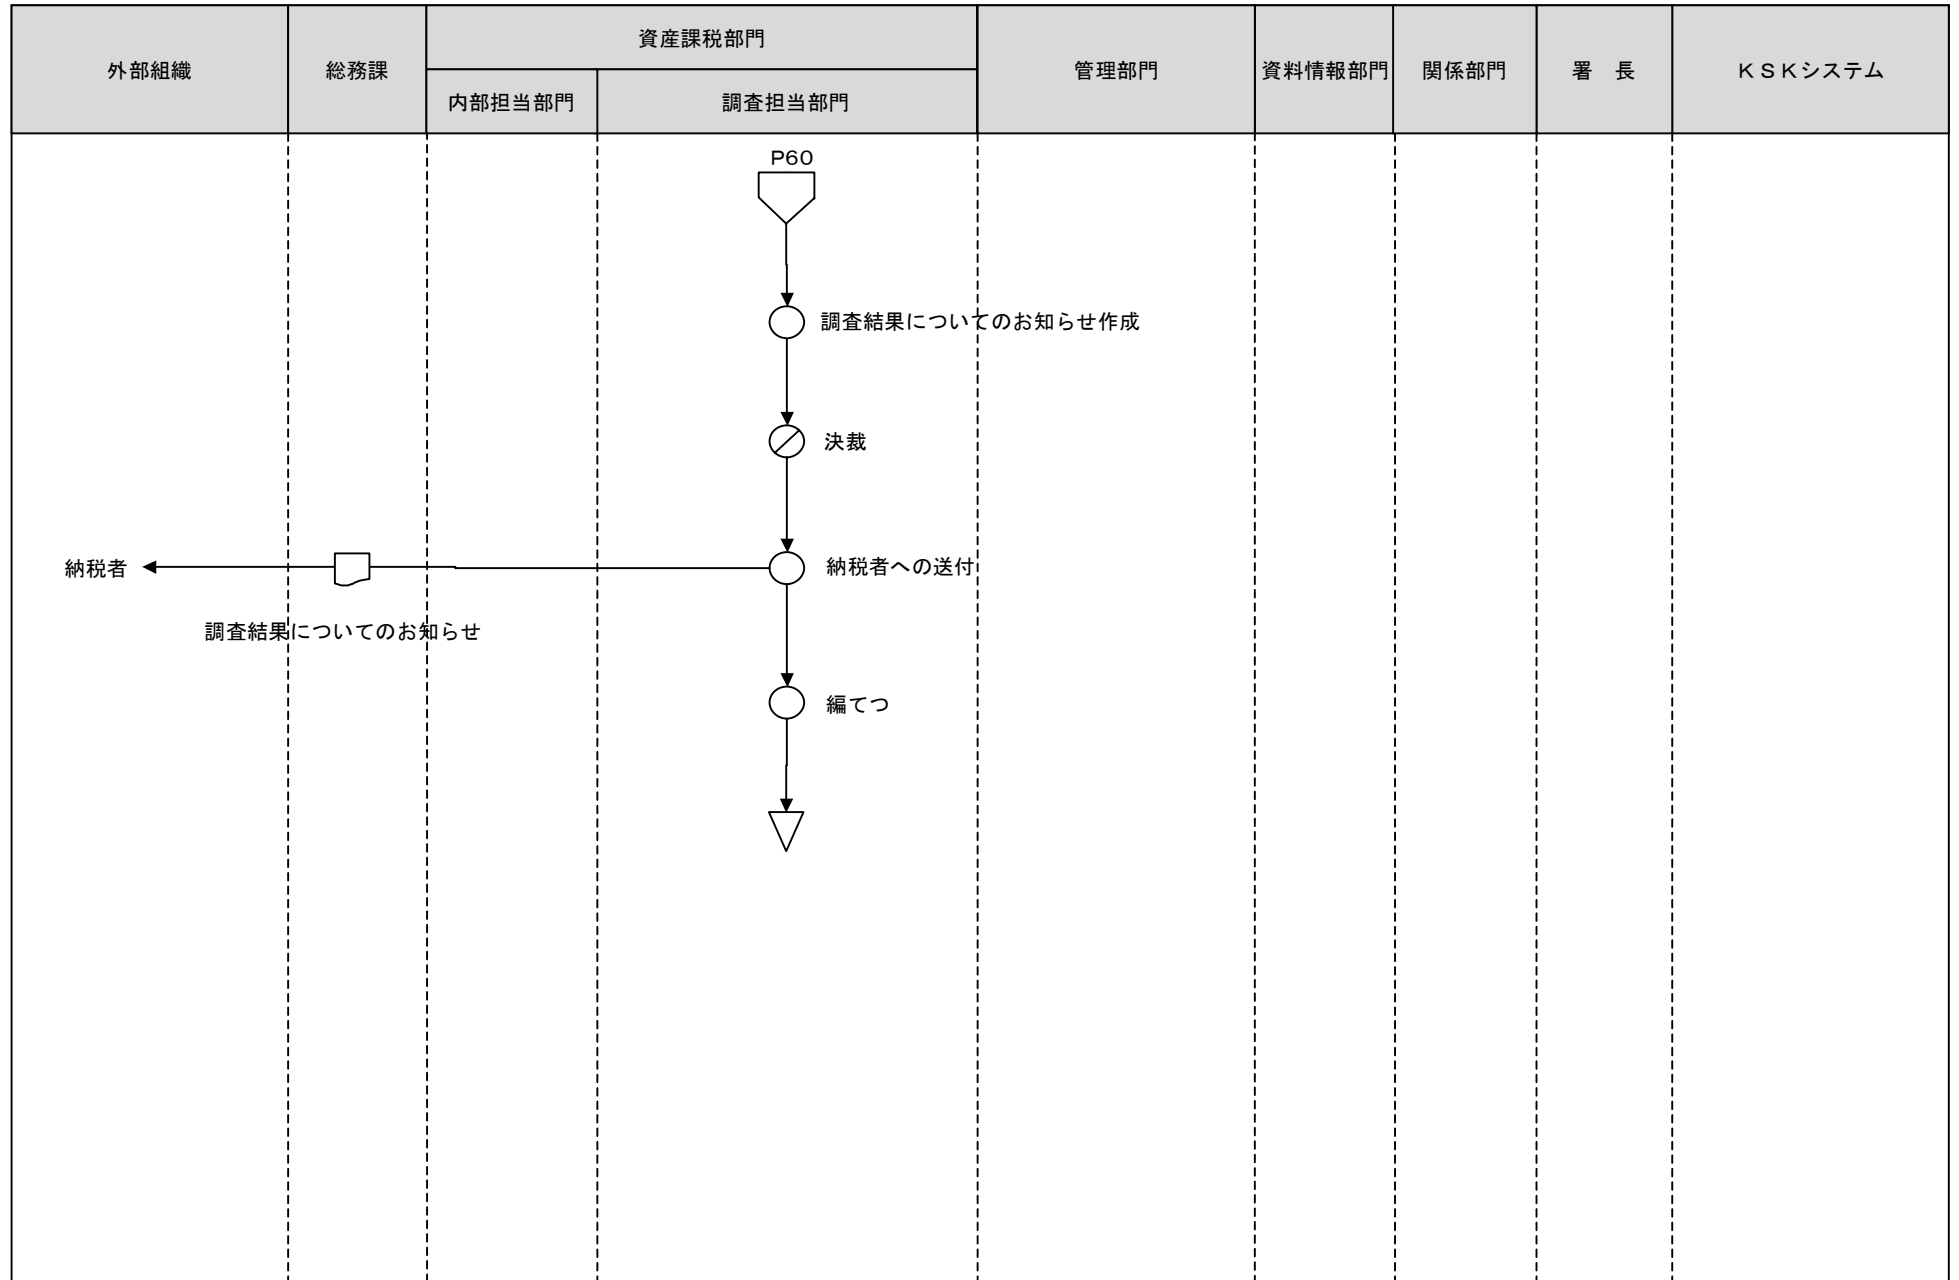 外部組織
総務課
資産課税部門
内部担当部門
調査担当部門
管理部門
資料情報部門
関係部門
署　長
ＫＳＫシステム
P60
調査結果についてのお知らせ作成
決裁
納税者
納税者への送付
調査結果についてのお知らせ
編てつ